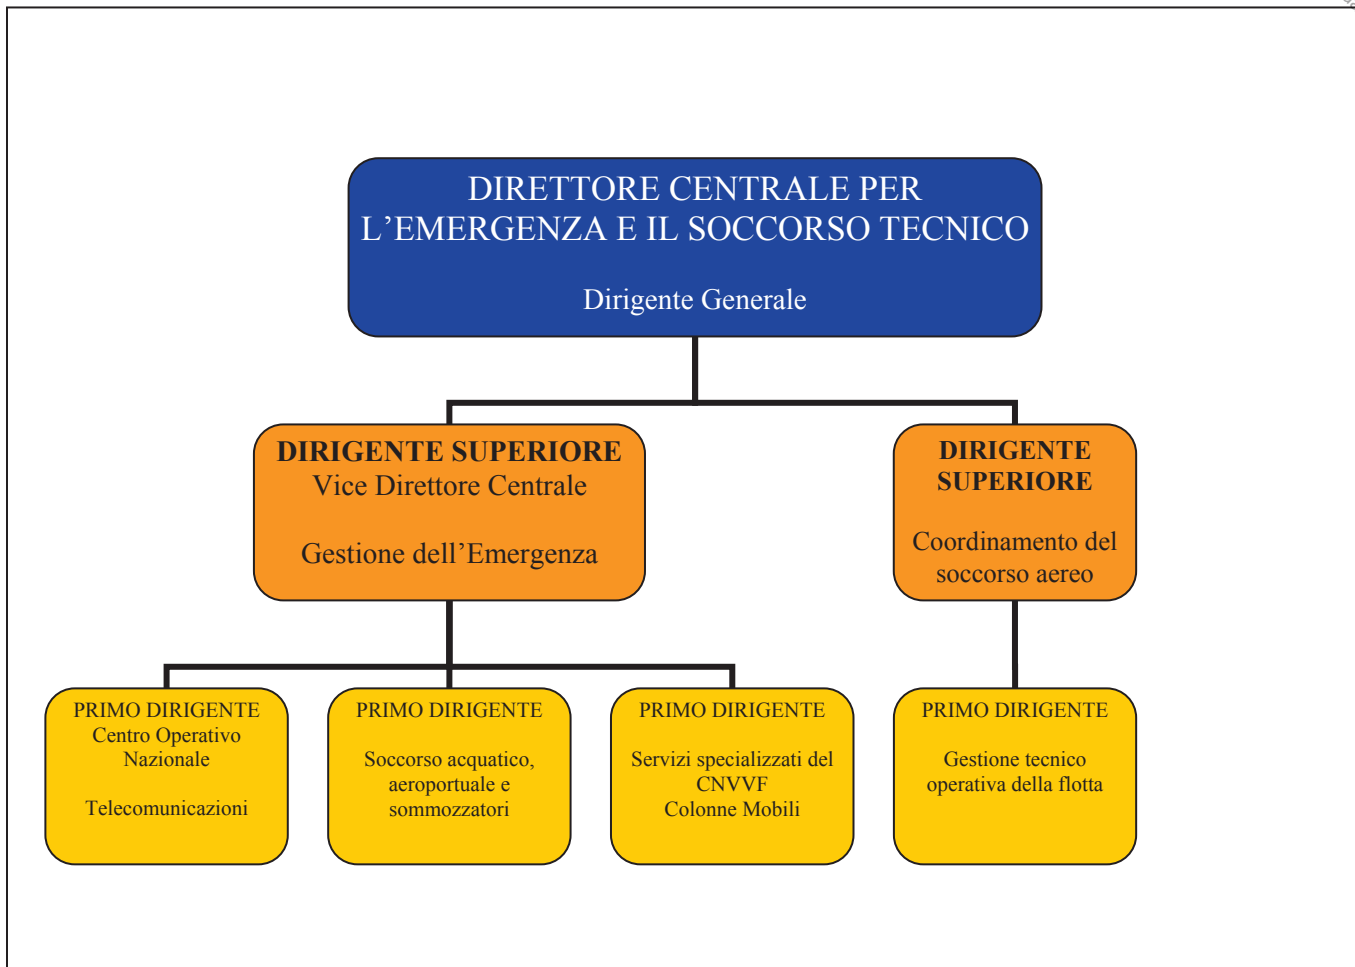 DIRETTORE CENTRALE PER
L’EMERGENZA E IL SOCCORSO TECNICO
Dirigente Generale
DIRIGENTE SUPERIORE
Vice Direttore Centrale
Gestione dell’Emergenza
DIRIGENTE
SUPERIORE
Coordinamento del
soccorso aereo
PRIMO DIRIGENTE
Centro Operativo
Nazionale
Telecomunicazioni
PRIMO DIRIGENTE
Soccorso acquatico,
aeroportuale e
sommozzatori
PRIMO DIRIGENTE
Servizi specializzati del
CNVVF
Colonne Mobili
PRIMO DIRIGENTE
Gestione tecnico
operativa della flotta